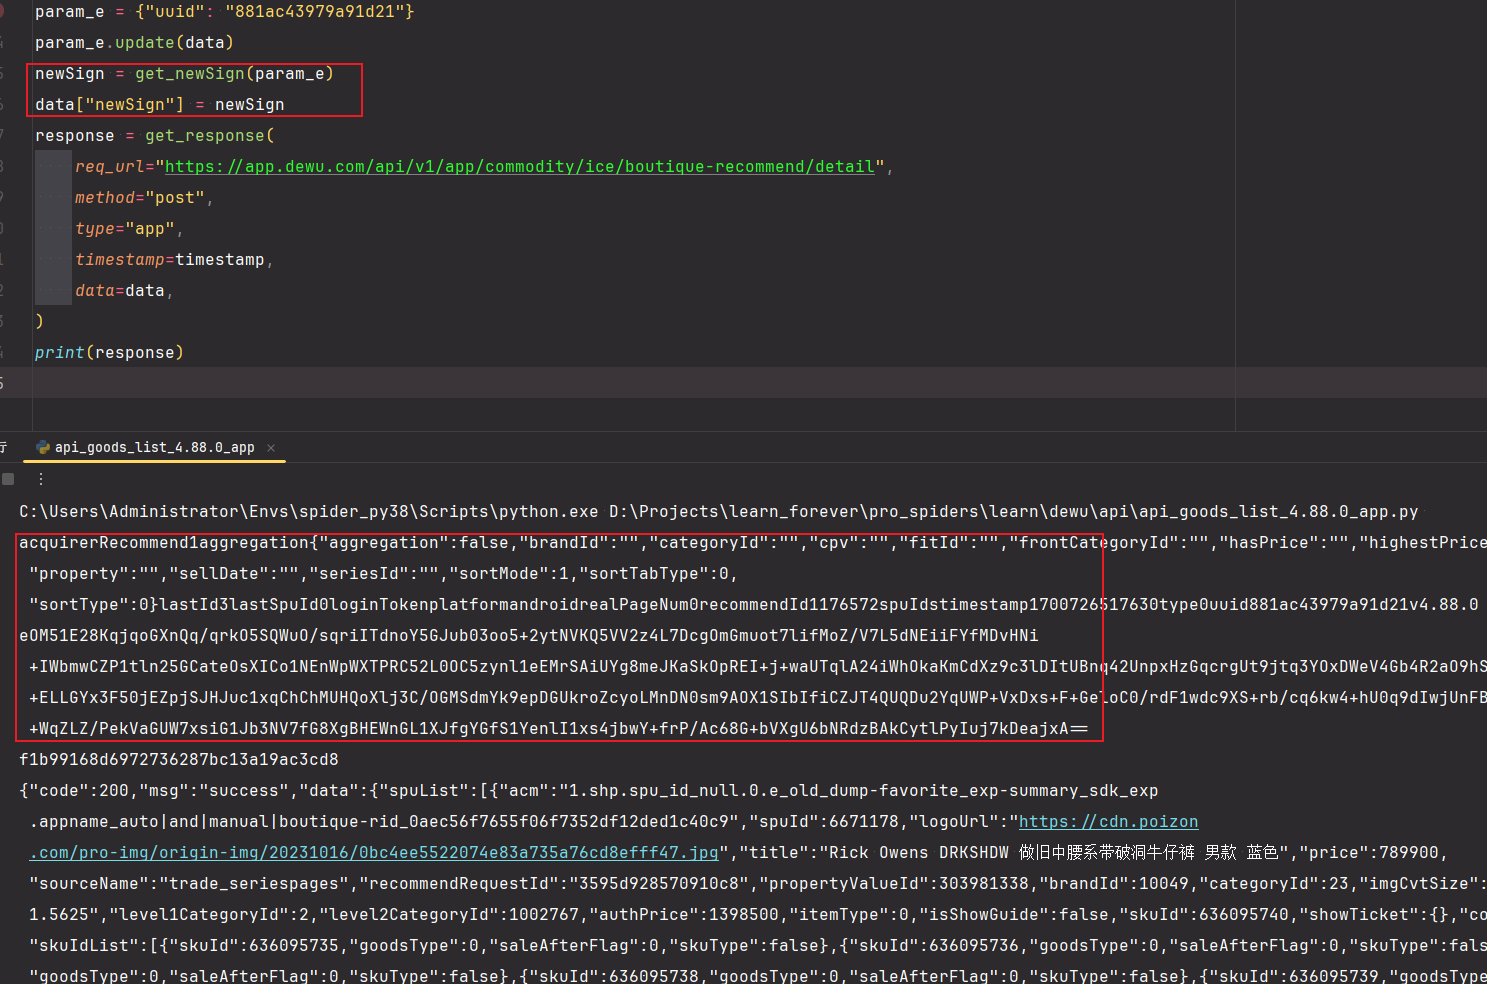 param_e = {"uuid": "881ac43979a91d21"}
param_e.update(data)
newSign = get_newSign(param_e)
data["newSign"] = newSign
response = get_response(
req_url="https://app.dewu.com/api/v1/app/commodity/ice/boutique-recommend/detail",
method="post",
type="app",
timestamp=timestamp,
data=data,
)
print(response)
api_goods_list_4.88.0_app
C:\Users\Administrator\Envs\spider_py38\Scripts\python.exe D:\Projects\learn_forever\pro_spiders\learn\dewu\api\api_goods_list_4.88.0_app.py
acquirerRecommend1aggregation{"aggregation":false,"brandId":"","categoryId":"","cpv":"","fitId":"","frontCategoryId":"","hasPrice":"","highestPrice
"property":"","sellDate":"","seriesId":"","sortMode":1,"sortTabType":0,
"sortType":0}lastId3lastSpuId0loginTokenplatformandroidrealPageNum0recommendId1176572spuIdstimestamp1700726517630type0uuid881ac43979a91d21v4.88.0
eOM51E28KqjqoGXnQq/qrkO5SQWuO/sqriITdnoY5GJub03oo5+2ytNVKQ5VV2z4L7DcgOmGmuot7lifMoZ/V7L5dNEiiFYfMDvHNi
+IWbmwCZP1tln25GCateOsXICo1NEnWpWXTPRC52L0OC5zynl1eEMrSAiUYg8meJKaSkOpREI+j+waUTqlA24iWhOkaKmCdXz9c3lDItUBnq42UnpxHzGqcrgUt9jtq3YOxDWeV4Gb4R2aO9hS
+ELLGYx3F50jEZpjSJHJuc1xqChChMUHQoXlj3C/OGMSdmYk9epDGUkroZcyoLMnDN0sm9AOX1SIbIfiCZJT4QUQDu2YqUWP+VxDxs+F+GeloC0/rdF1wdc9XS+rb/cq6kw4+hU0q9dIwjUnFB
+WqZLZ/PekVaGUW7xsiG1Jb3NV7fG8XgBHEWnGL1XJfgYGfS1YenlI1xs4jbwY+frP/Ac68G+bVXgU6bNRdzBAkCytlPyIuj7kDeajxA==
f1b99168d6972736287bc13a19ac3cd8
{"code":200,"msg":"success","data":{"spuList":[{"acm":"1.shp.spu_id_null.0.e_old_dump-favorite_exp-summary_sdk_exp
.appname_auto|and|manual|boutique-rid_0aec56f7655f06f7352df12ded1c40c9","spuId":6671178,"logoUrl":"https://cdn.poizon
.com/pro-img/origin-img/20231016/0bc4ee5522074e83a735a76cd8efff47.jpg","title":"Rick Owens DRKSHDW 做旧中腰系带破洞牛仔裤 男款 蓝色","price":789900,
"sourceName":"trade_seriespages","recommendRequestId":"3595d928570910c8","propertyValueId":303981338,"brandId":10049,"categoryId":23,"imgCvtSize":
1.5625","level1CategoryId":2,"level2CategoryId":1002767,"authPrice":1398500,"itemType":0,"isShowGuide":false,"skuId":636095740,"showTicket":{},"co
"skuIdList":[{"skuId":636095735,"goodsType":0,"saleAfterFlag":0,"skuType":false},{"skuId":636095736,"goodsType":0,"saleAfterFlag":0,"skuType":fals
"goodsType":0,"saleAfterFlag":0,"skuType":false},{"skuId":636095738,"goodsType":0,"saleAfterFlag":0,"skuType":false},{"skuId":636095739,"goodsType